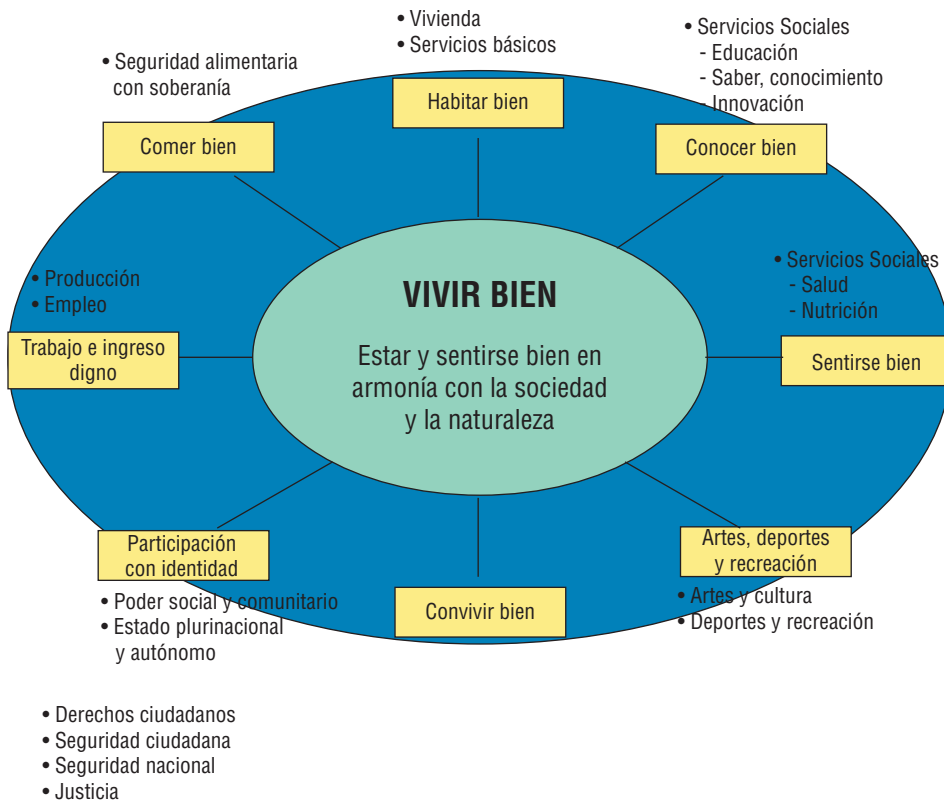 • Vivienda
• Servicios básicos
Habitar bien
• Servicios Sociales
- Educación
- Saber, conocimiento
- Innovación
Conocer bien
• Seguridad alimentaria
con soberanía
Comer bien
• Servicios Sociales
- Salud
- Nutrición
Sentirse bien
• Producción
• Empleo
Trabajo e ingreso
digno
VIVIR BIEN
Estar y sentirse bien en
armonía con la sociedad
y la naturaleza
Participación
con identidad
• Poder social y comunitario
• Estado plurinacional
y autónomo
Convivir bien
Artes, deportes
y recreación
• Artes y cultura
• Deportes y recreación
• Derechos ciudadanos
• Seguridad ciudadana
• Seguridad nacional
• Justicia